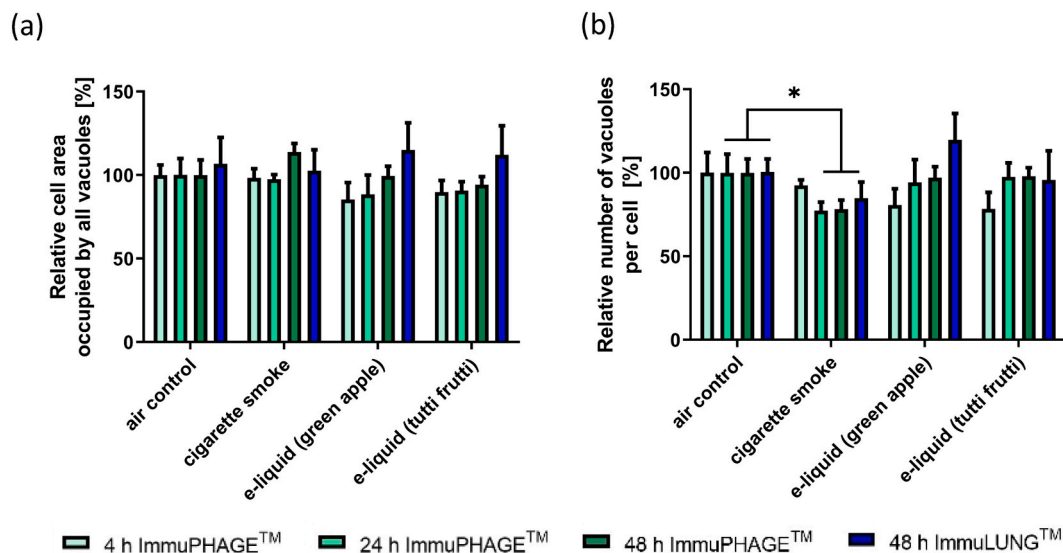 (a)
Relative cell area
occupied by all vacuoles [%]
150
100
50
0
air control
cigarette smoke
e-liquid (green apple)
e-liquid (tutti frutti)
(b)
Relative number of vacuoles
per cell [%]
150
100
50
0
*
air control
cigarette smoke
e-liquid (green apple)
e-liquid (tutti frutti)
4 h ImmuPHAGE™
24 h ImmuPHAGE™
48 h ImmuPHAGE™
48 h ImmuLUNG™